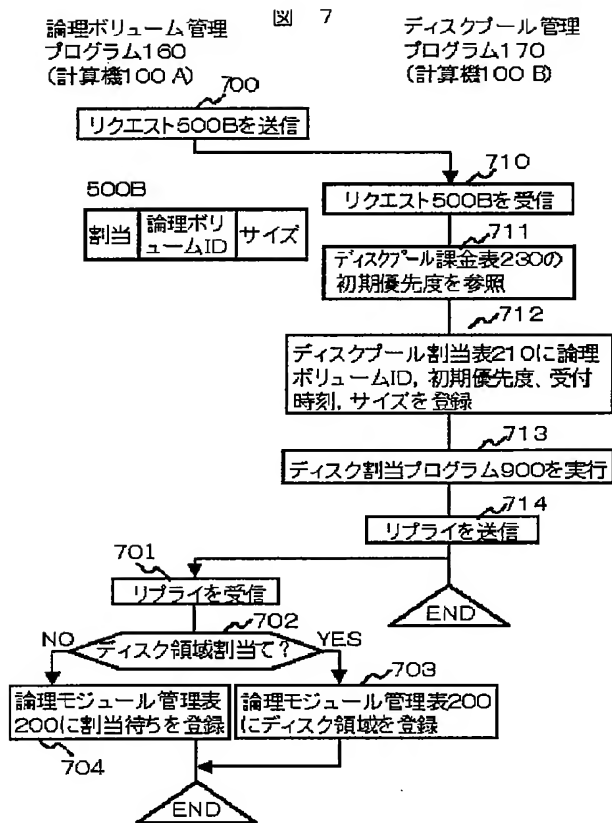 図 7
論理ボリューム管理
プログラム160
(計算機100A)
ディスクプール管理
プログラム170
(計算機100B)
700
リクエスト500Bを送信
710
リクエスト500Bを受信
500B
割当
論理ボリ
ュームID
サイズ
711
ディスクプール課金表230の
初期優先度を参照
712
ディスクプール割当表210に論理
ボリュームID,初期優先度、受付
時刻,サイズを登録
713
ディスク割当プログラム900を実行
714
リプライを送信
701
リプライを受信
END
702
NO
ディスク領域割当て?
YES
703
論理モジュール管理表
200に割当待ちを登録
論理モジュール管理表200
にディスク領域を登録
704
END